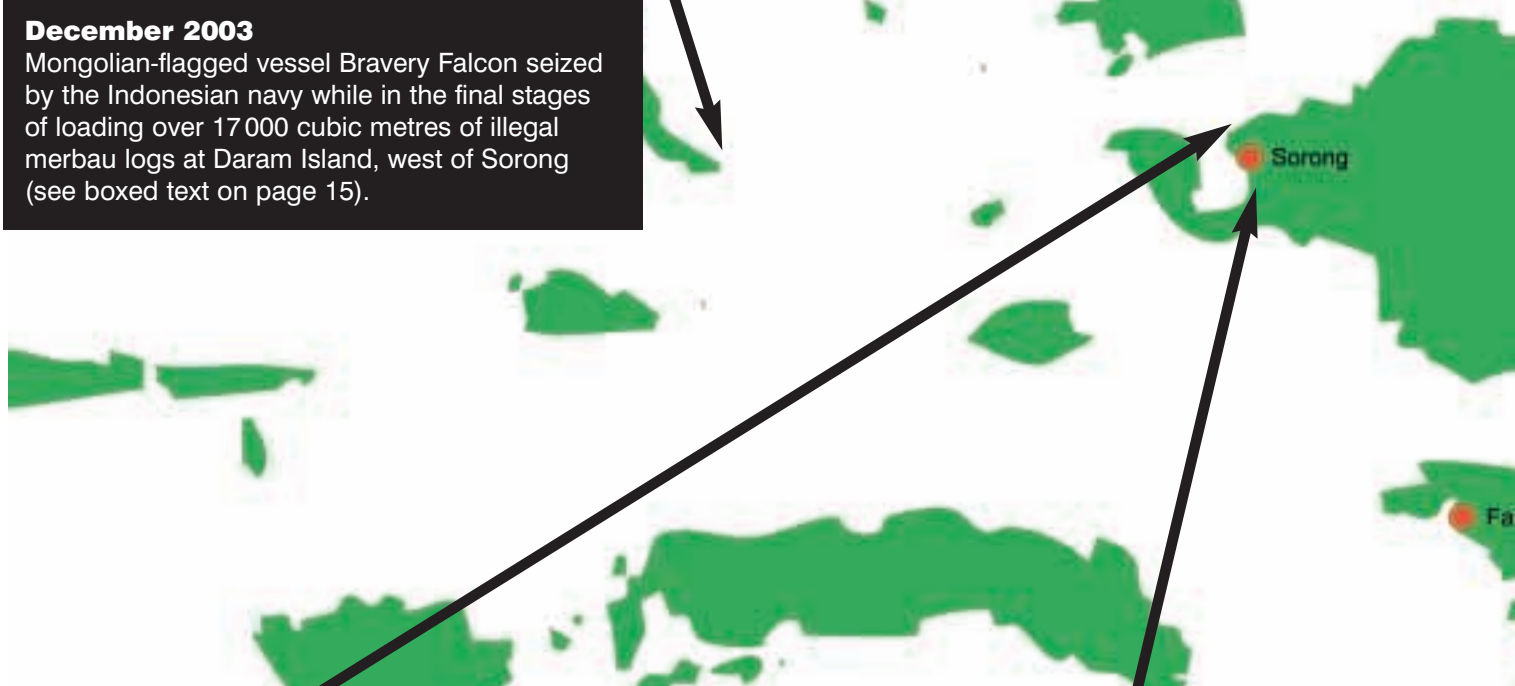 December 2003
Mongolian-flagged vessel Bravery Falcon seized
by the Indonesian navy while in the final stages
of loading over 17 000 cubic metres of illegal
merbau logs at Daram Island, west of Sorong
(see boxed text on page 15).
Sorong
Fa